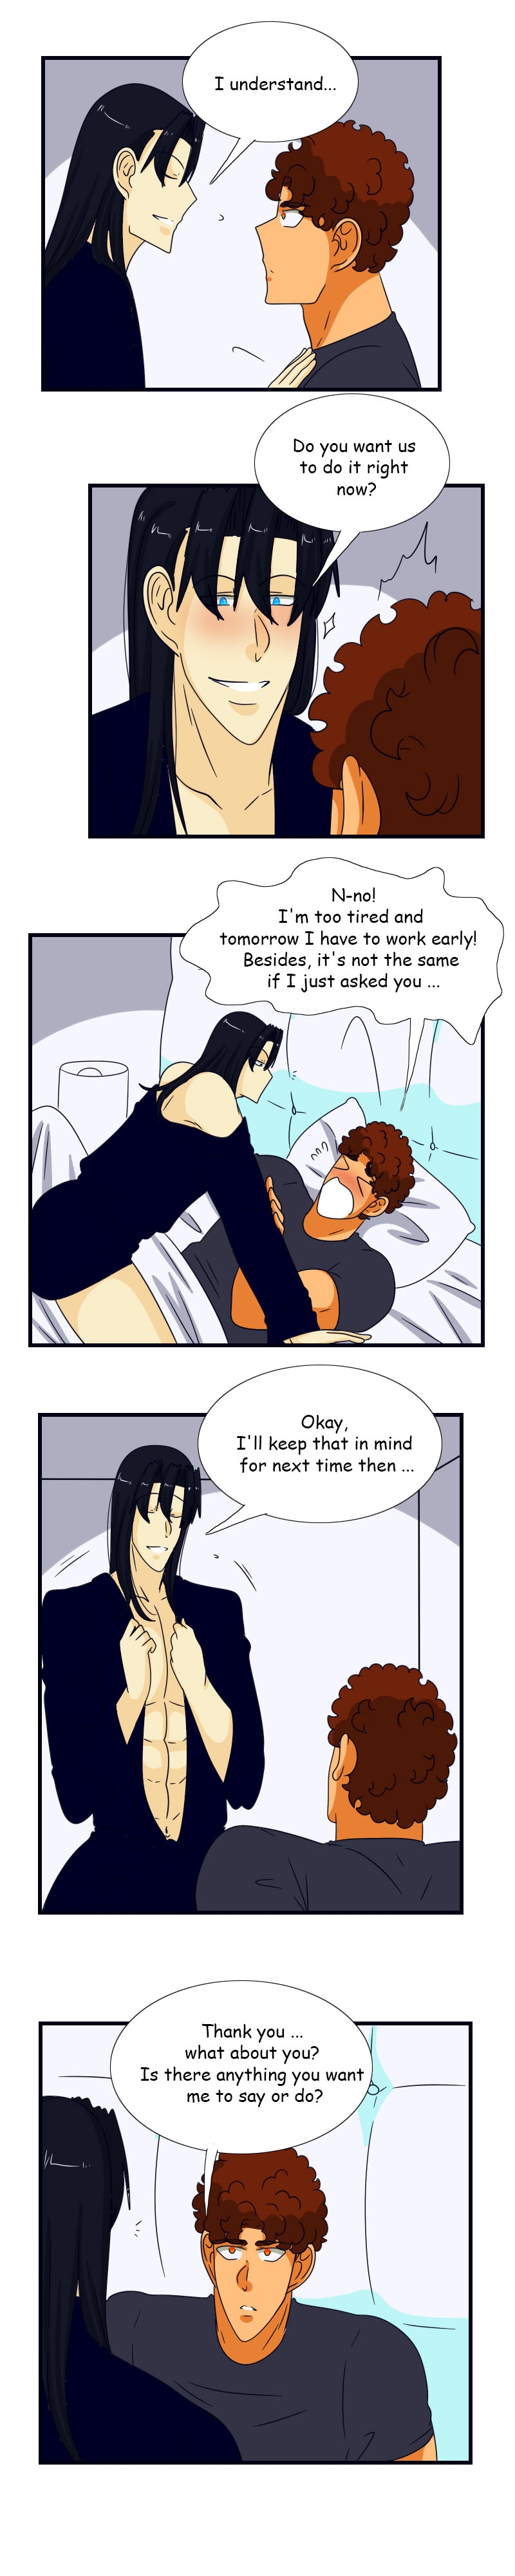 I understand...
Do you want us
to do it right
now?
N-no!
I'm too tired and
tomorrow I have to work early!
Besides, it's not the same
if I just asked you ...
Okay,
I'll keep that in mind
for next time then ...
Thank you ...
what about you?
Is there anything you want
me to say or do?